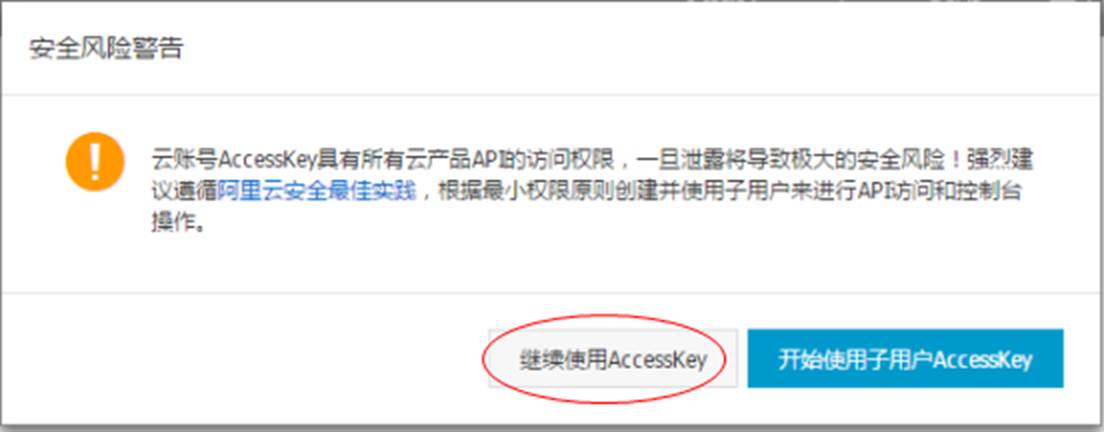 安全风险警告
云账号AccessKey具有所有云产品API的访问权限，一旦泄露将导致极大的安全风险！强烈建
议遵循阿里云安全最佳实践，根据最小权限原则创建并使用子用户来进行API访问和控制台
操作。
继续使用AccessKey
开始使用子用户AccessKey